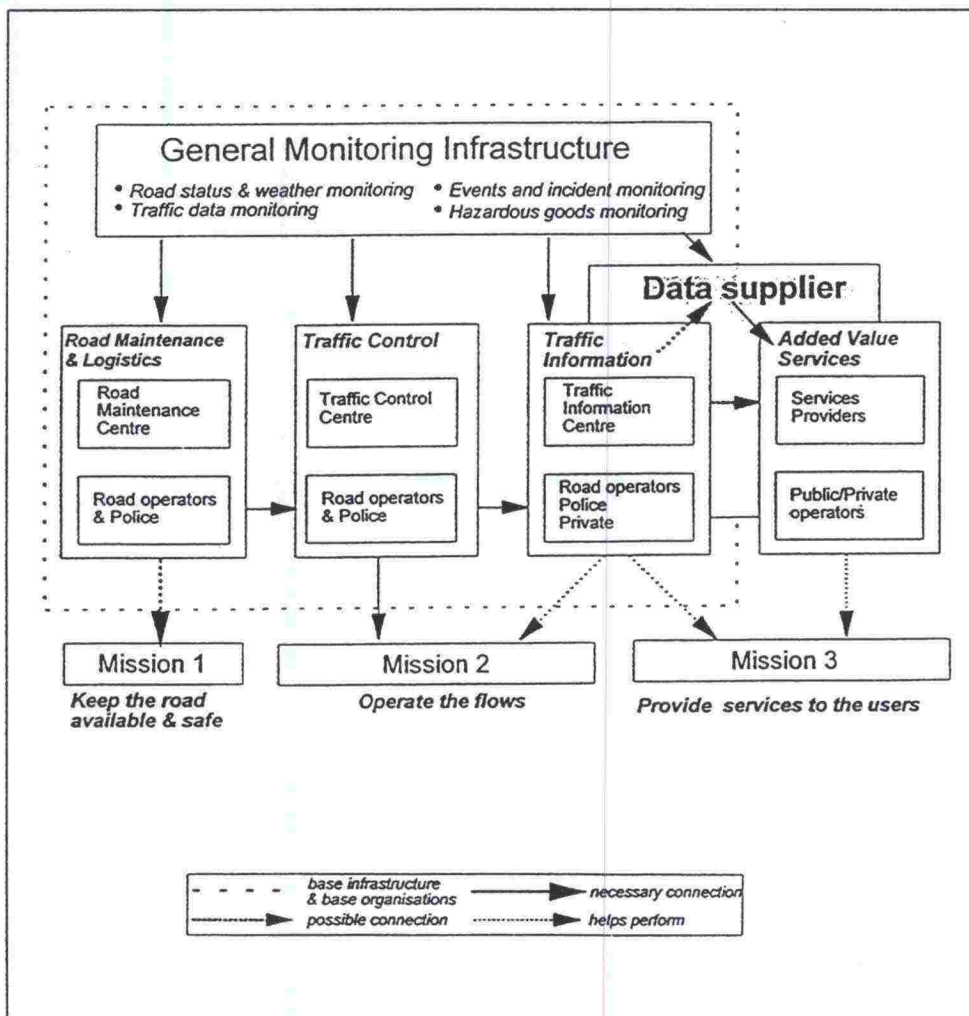 General Monitoring Infrastructure
• Road status & weather monitoring
• Traffic data monitoring
• Events and incident monitoring
• Hazardous goods monitoring
Data supplier
Road Maintenance
& Logistics
Road
Maintenance
Centre
Road operators
& Police
Traffic Control
Traffic Control
Centre
Road operators
& Police
Traffic
Information
Traffic
Information
Centre
Road operators
Police
Private
Added Value
Services
Services
Providers
Public/Private
operators
Mission 1
Keep the road
available & safe
Mission 2
Operate the flows
Mission 3
Provide services to the users
base infrastructure
& base organisations
necessary connection
possible connection
helps perform